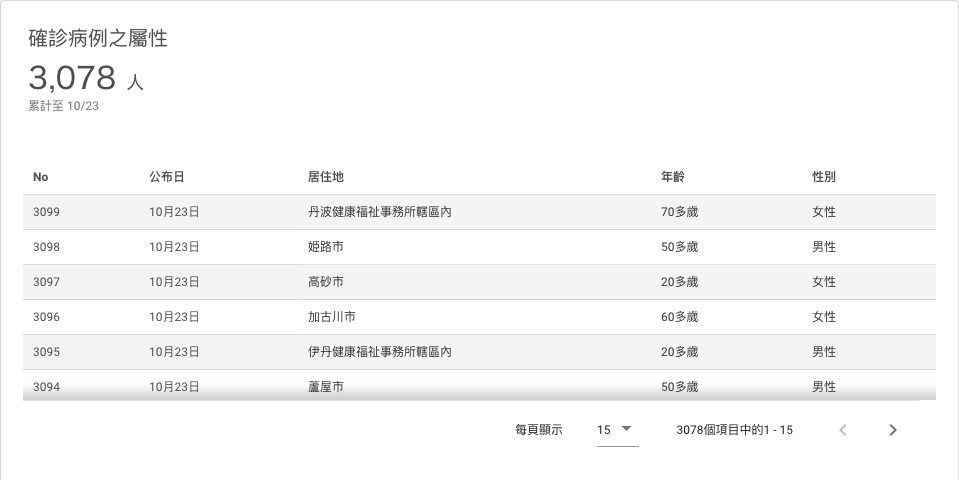 確診病例之屬性
3,078 人
累計至 10/23
No 公布日 居住地 年齡 性別
3099 10月23日 丹波健康福祉事務所轄區內 70多歲 女性
3098 10月23日 姫路市 50多歲 男性
3097 10月23日 高砂市 20多歲 女性
3096 10月23日 加古川市 60多歲 女性
3095 10月23日 伊丹健康福祉事務所轄區內 20多歲 男性
3094 10月23日 蘆屋市 50多歲 男性
每頁顯示 15 3078個項目中的1 - 15